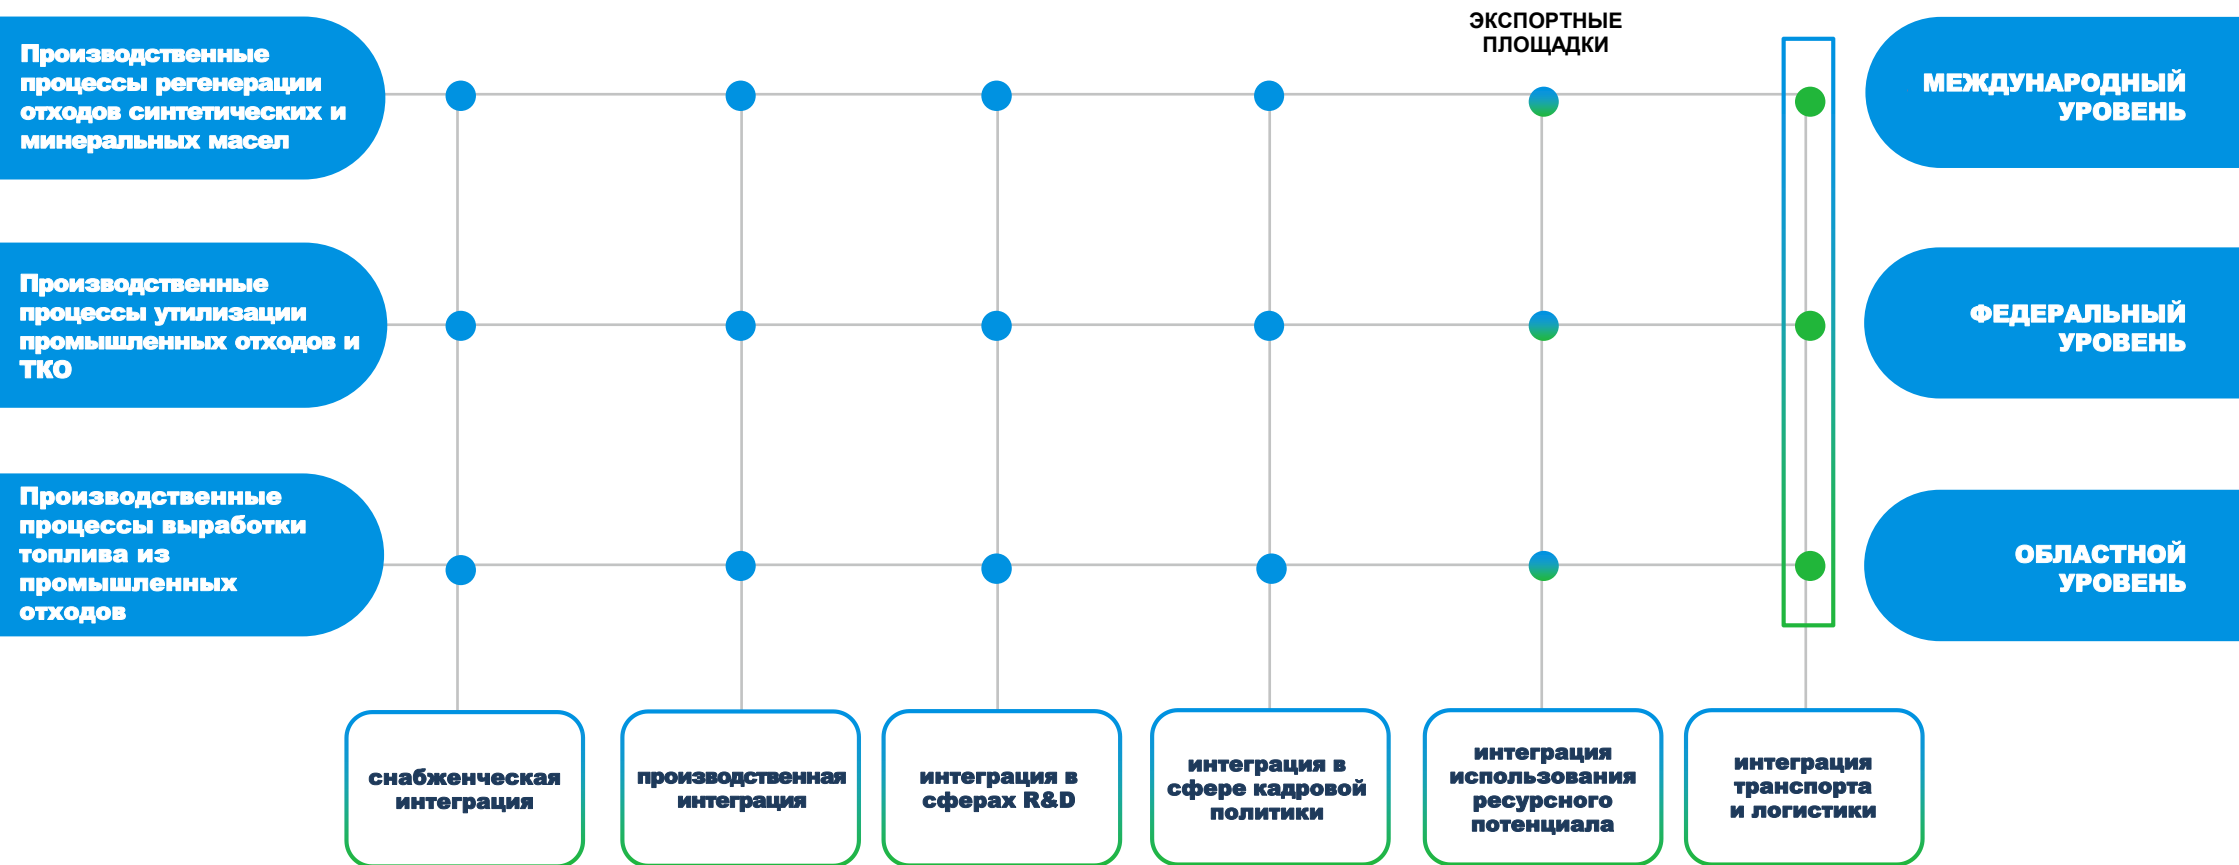 ЭКСПОРТНЫЕ
ПЛОЩАДКИ
Производственные
процессы регенерации
отходов синтетических и
минеральных масел
МЕЖДУНАРОДНЫЙ
УРОВЕНЬ
Производственные
процессы утилизации
промышленных отходов и
ТКО
ФЕДЕРАЛЬНЫЙ
УРОВЕНЬ
Производственные
процессы выработки
топлива из
промышленных
отходов
ОБЛАСТНОЙ
УРОВЕНЬ
снабженческая
интеграция
производственная
интеграция
интеграция в
сферах R&D
интеграция в
сфере кадровой
политики
интеграция
использования
ресурсного
потенциала
интеграция
транспорта
и логистики